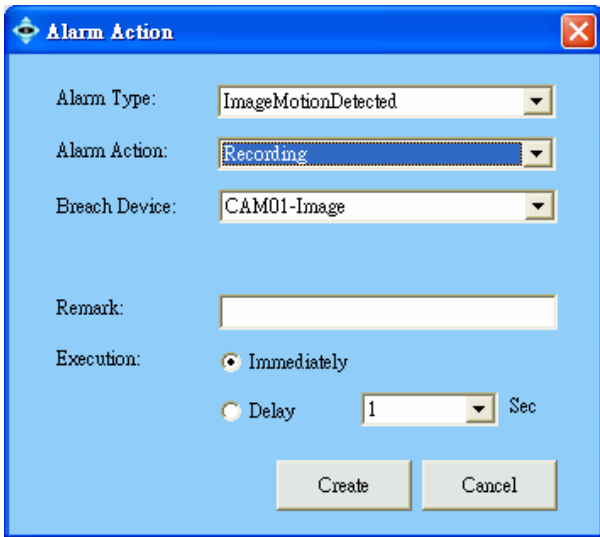 Alarm Action
Alarm Type: ImageMotionDetected
Alarm Action: Recording
Breach Device: CAM01-Image
Remark:
Execution: Immediately
Delay 1 Sec
Create Cancel